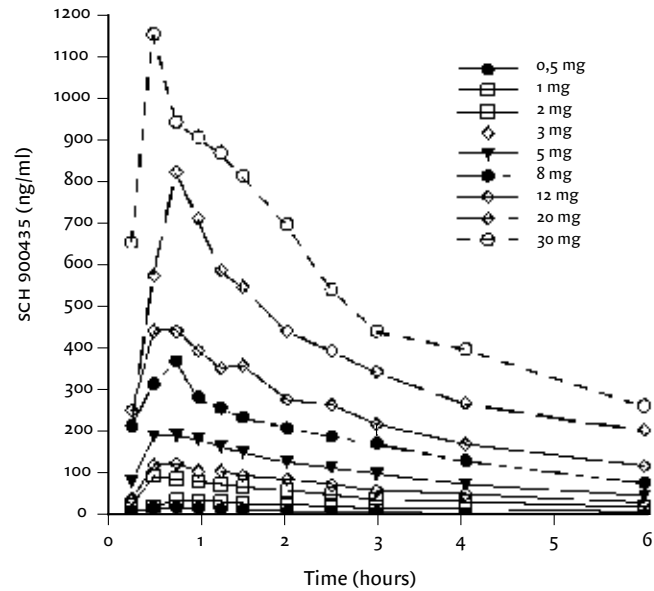 SCH 900435 (ng/ml)
1200
1100
1000
900
800
700
600
500
400
300
200
100
0
0,5 mg
1 mg
2 mg
3 mg
5 mg
8 mg
12 mg
20 mg
30 mg
0 1 2 3 4 5 6
Time (hours)